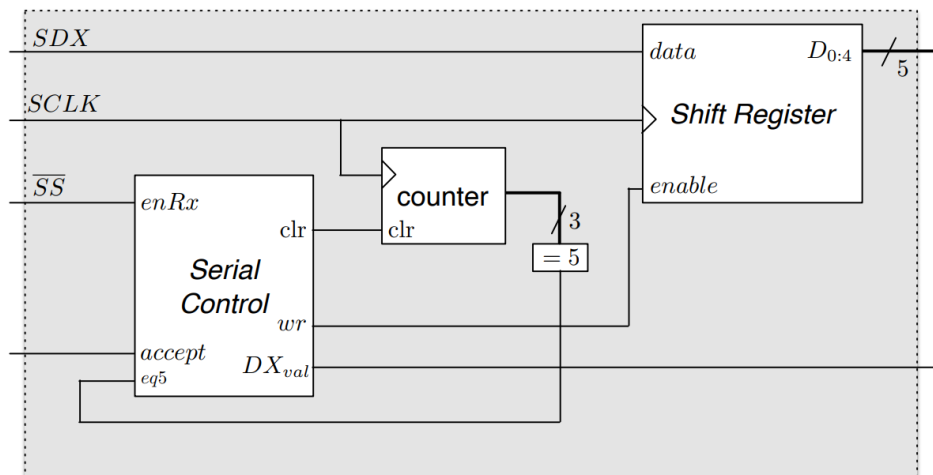 SDX
data
D0:4
5
SCLK
Shift Register
S̅S̅
enRx
counter
enable
clr
clr
3
= 5
Serial
Control
wr
accept
DXval
eq5